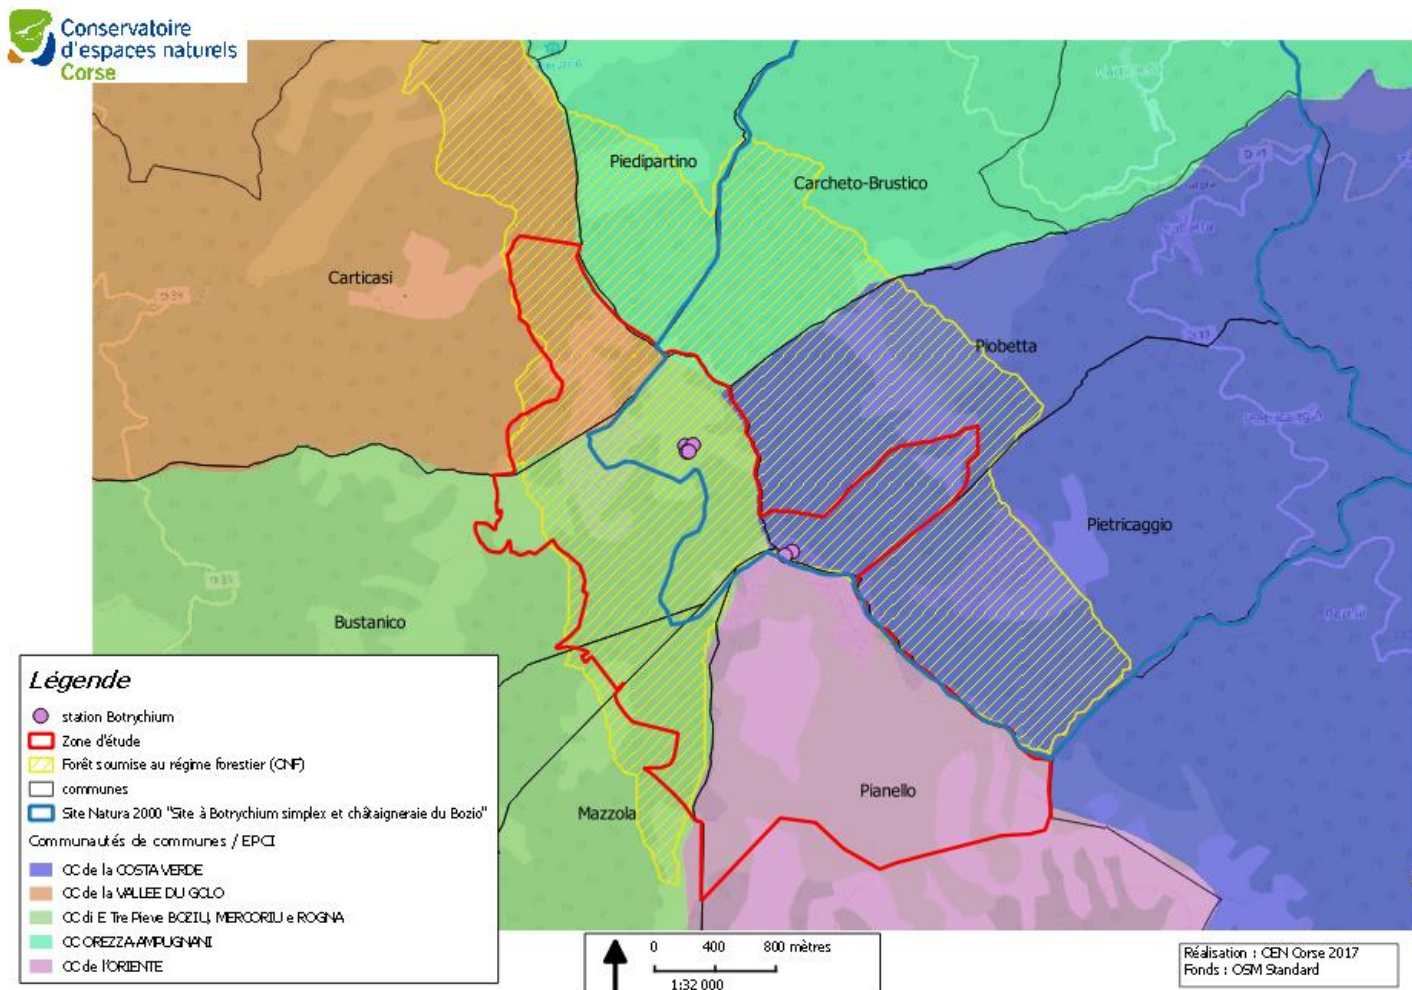 Conservatoire
d'espaces naturels
Corse
Piedipartino
Carcheto-Brustico
Carticasi
Piobetta
Pietricaggio
Bustanico
Pianello
Mazzola
Légende
station Botrychium
Zone d'étude
Forêt soumise au régime forestier (ONF)
communes
Site Natura 2000 "Site à Botrychium simplex et châtaigneraie du Bozio"
Communautés de communes / EPCI
CC de la COSTA VERDE
CC de la VALLEE DU GOLO
CC di E Tre Pieve BOZIU, MERCORIU e ROGNA
CC OREZZA-AMPUGNANI
CC de l'ORIENTE
0 400 800 mètres
1:32 000
Réalisation : CEN Corse 2017
Fonds : OSM Standard